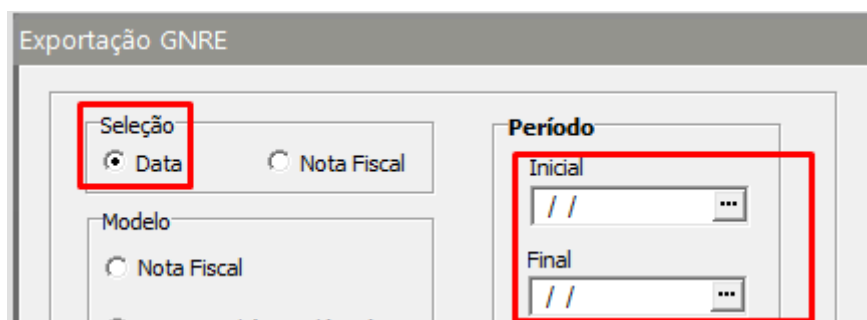 Exportação GNRE
Seleção
Data
Nota Fiscal
Modelo
Nota Fiscal
Período
Inicial
/ /
...
Final
/ /
...